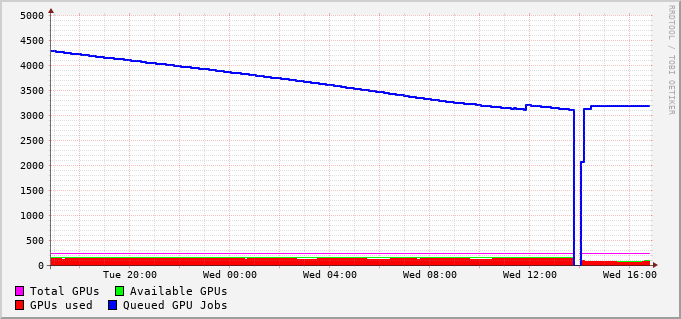 5000
4500
4000
3500
3000
2500
2000
1500
1000
500
0
Tue 20:00 Wed 00:00 Wed 04:00 Wed 08:00 Wed 12:00 Wed 16:00
Total GPUs Available GPUs
GPUs used Queued GPU Jobs
RRDTOOL / TOBI OETIKER